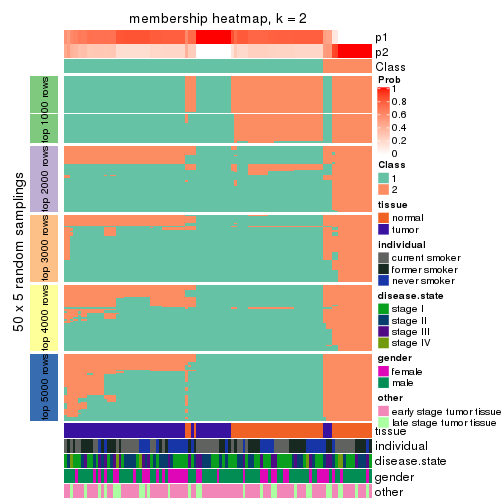 membership heatmap, k = 2
p1
p2
Class
50 x 5 random samplings
top 1000 rows
top 2000 rows
top 3000 rows
top 4000 rows
top 5000 rows
tissue
individual
disease.state
gender
other
Prob
1
0.8
0.6
0.4
0.2
0
Class
1
2
tissue
normal
tumor
individual
current smoker
former smoker
never smoker
disease.state
stage I
stage II
stage III
stage IV
gender
female
male
other
early stage tumor tissue
late stage tumor tissue